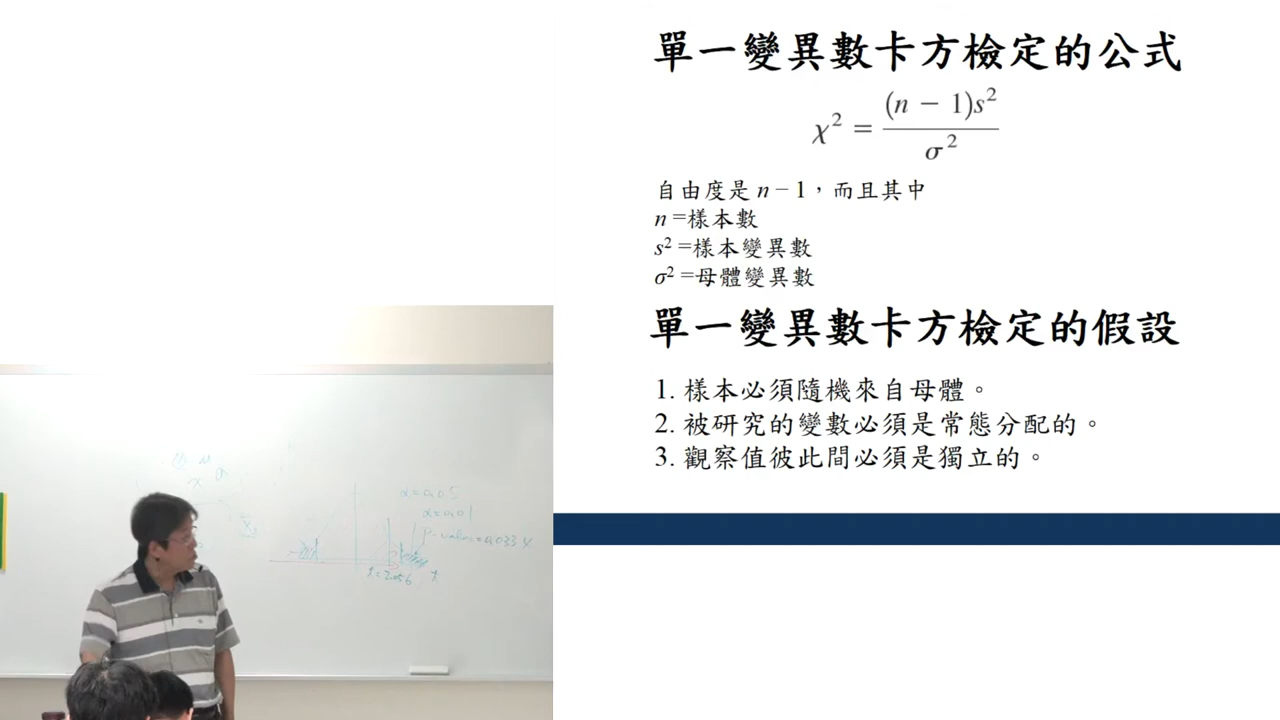 單一變異數卡方檢定的公式
χ² = (n − 1)s² / σ²
自由度是 n − 1，而且其中
n =樣本數
s² =樣本變異數
σ² =母體變異數
單一變異數卡方檢定的假設
1. 樣本必須隨機來自母體。
2. 被研究的變數必須是常態分配的。
3. 觀察值彼此間必須是獨立的。
α=0.05
α=0.01
P-value=0.0334
t=2.056
t